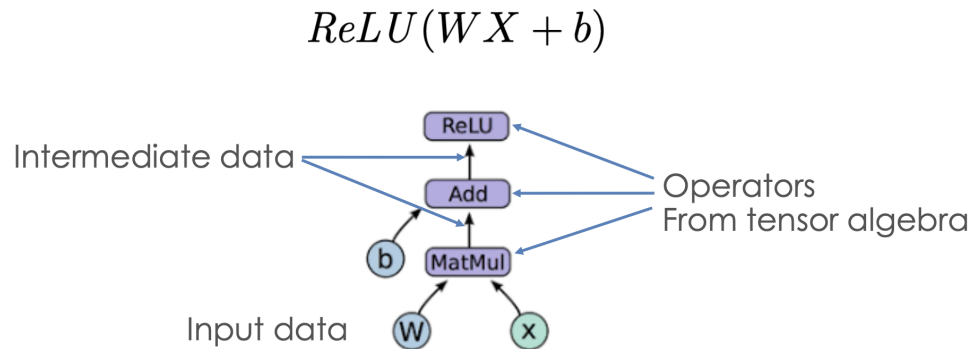 ReLU(WX + b)
ReLU
Intermediate data
Add
Operators
From tensor algebra
b
MatMul
Input data
W
x